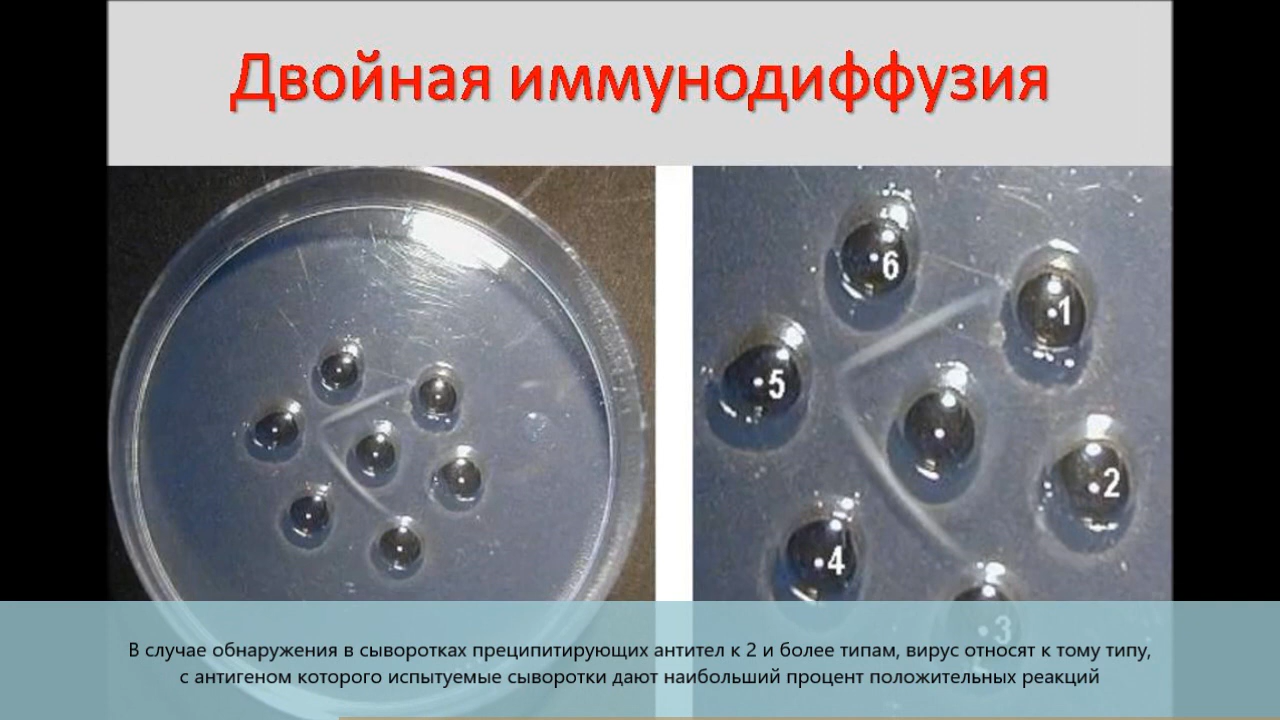 Двойная иммунодиффузия
6
1
5
2
4
3
В случае обнаружения в сыворотках преципитирующих антител к 2 и более типам, вирус относят к тому типу,
с антигеном которого испытуемые сыворотки дают наибольший процент положительных реакций